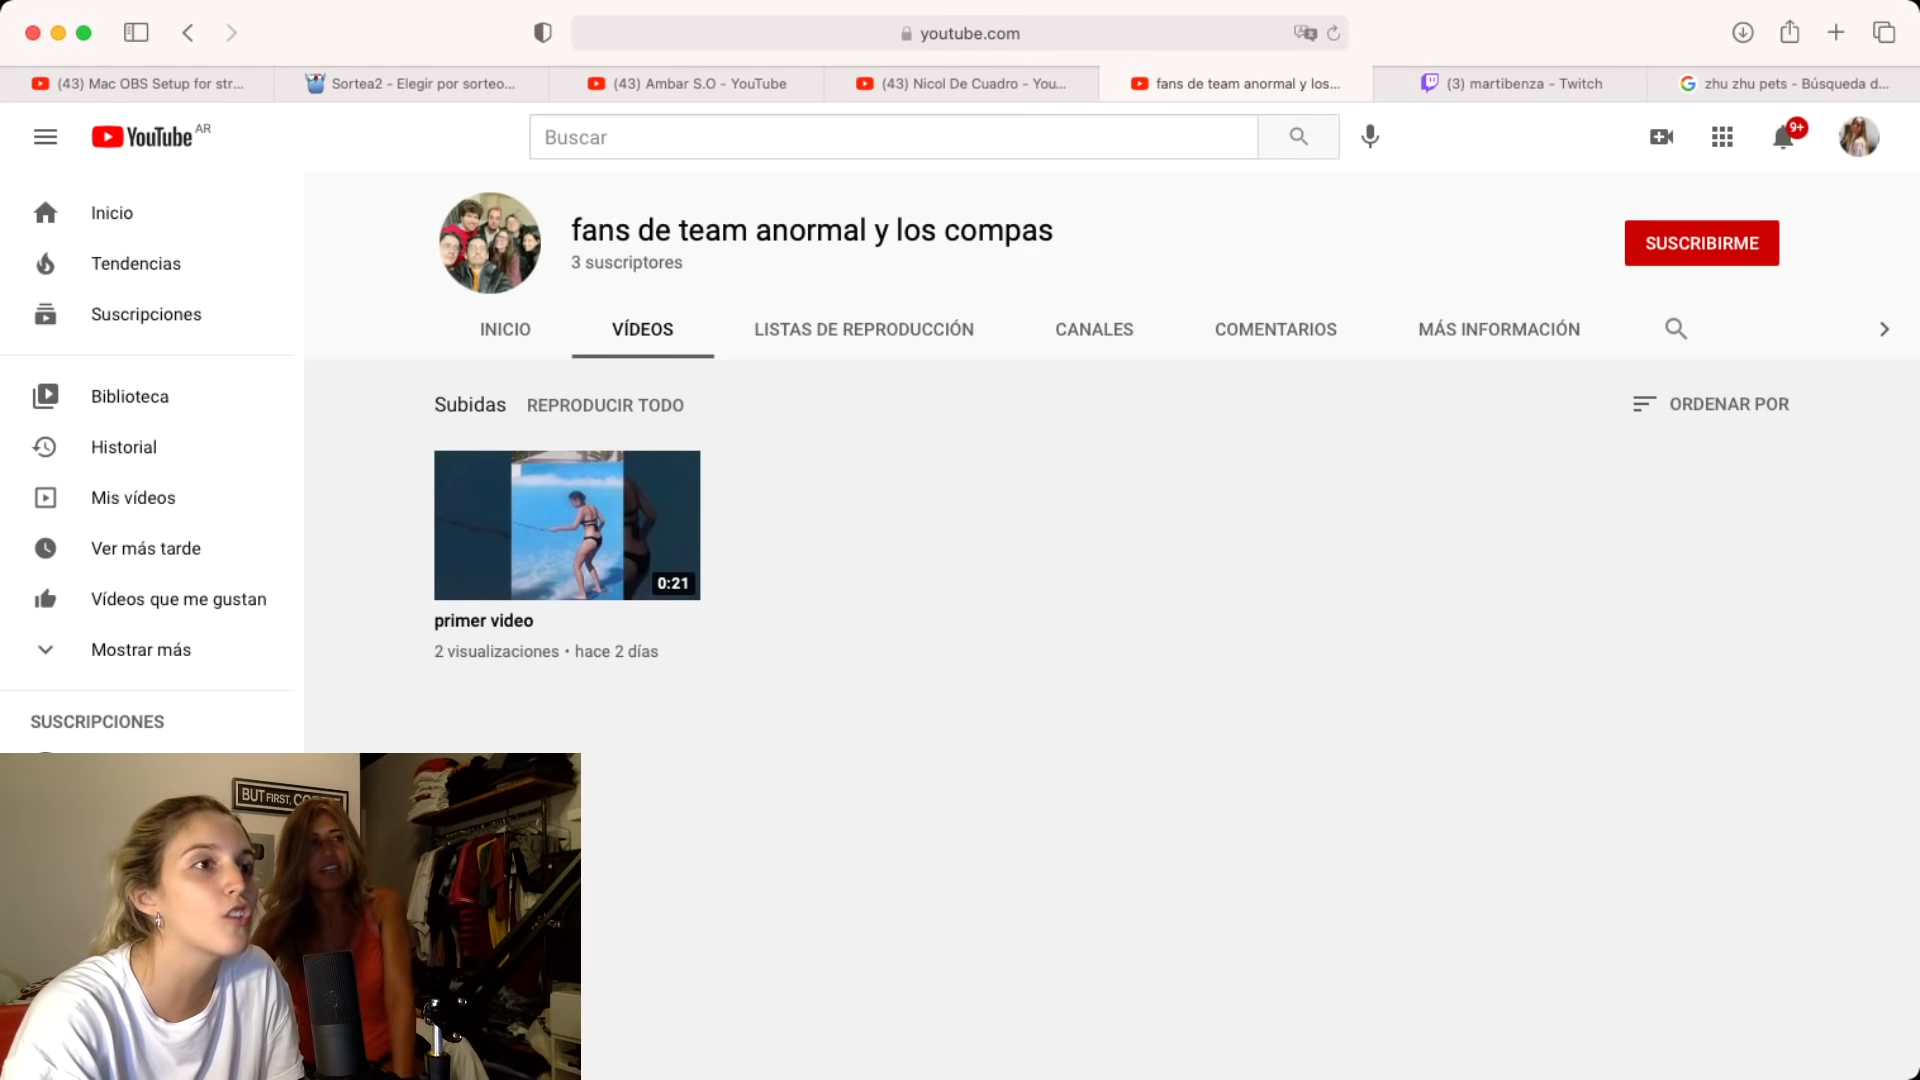 youtube.com
(43) Mac OBS Setup for str...
Sortea2 - Elegir por sorteo...
(43) Ambar S.O - YouTube
(43) Nicol De Cuadro - You...
fans de team anormal y los...
(3) martibenza - Twitch
zhu zhu pets - Búsqueda d...
YouTube AR
Buscar
9+
Inicio
Tendencias
Suscripciones
Biblioteca
Historial
Mis vídeos
Ver más tarde
Vídeos que me gustan
Mostrar más
SUSCRIPCIONES
fans de team anormal y los compas
3 suscriptores
SUSCRIBIRME
INICIO
VÍDEOS
LISTAS DE REPRODUCCIÓN
CANALES
COMENTARIOS
MÁS INFORMACIÓN
Subidas
REPRODUCIR TODO
ORDENAR POR
0:21
primer video
2 visualizaciones • hace 2 días
BUT FIRST,